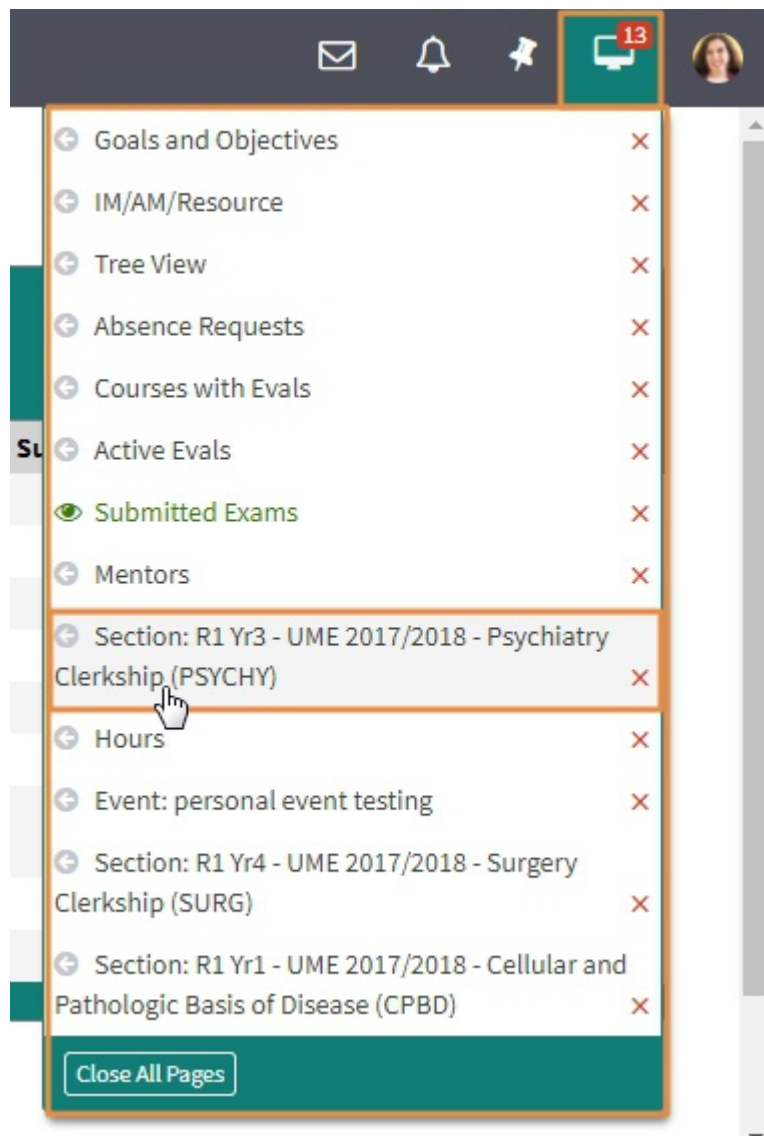 13
Goals and Objectives
IM/AM/Resource
Tree View
Absence Requests
Courses with Evals
Su
Active Evals
Submitted Exams
Mentors
Section: R1 Yr3 - UME 2017/2018 - Psychiatry
Clerkship (PSYCHY)
Hours
Event: personal event testing
Section: R1 Yr4 - UME 2017/2018 - Surgery
Clerkship (SURG)
Section: R1 Yr1 - UME 2017/2018 - Cellular and
Pathologic Basis of Disease (CPBD)
Close All Pages